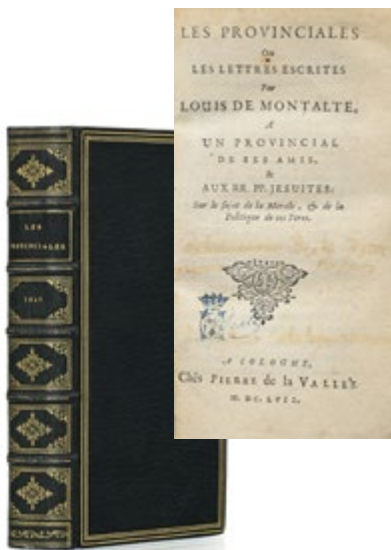 LES PROVINCIALES
Ou
LES LETTRES ESCRITES
Par
LOUIS DE MONTALTE,
A
UN PROVINCIAL
DE SES AMIS,
&
AUX RR. PP. JESUITES:
Sur le sujet de la Morale, & de la
Politique de ces Peres.
A COLOGNE,
Chés PIERRE de la VALLÉE
M. DC. LVII.
LES
PROVINCIALES